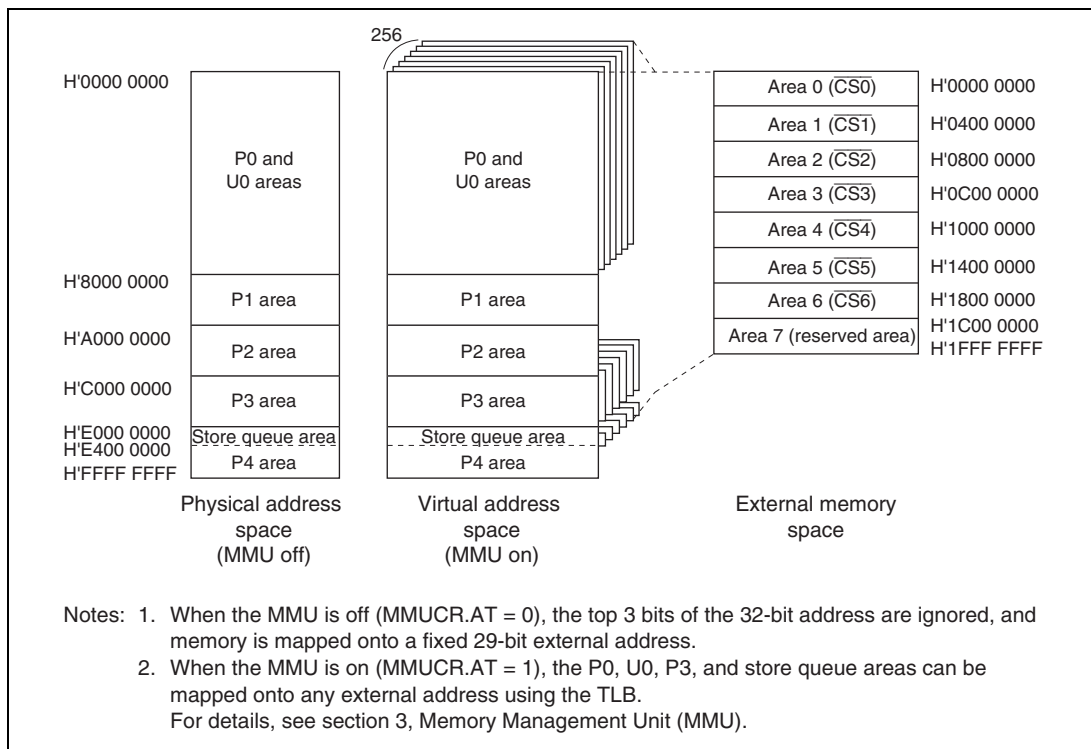 256
H'0000 0000
H'8000 0000
H'A000 0000
H'C000 0000
H'E000 0000
H'E400 0000
H'FFFF FFFF
P0 and
U0 areas
P1 area
P2 area
P3 area
Store queue area
P4 area
Physical address
space
(MMU off)
P0 and
U0 areas
P1 area
P2 area
P3 area
Store queue area
P4 area
Virtual address
space
(MMU on)
Area 0 (CS0)
Area 1 (CS1)
Area 2 (CS2)
Area 3 (CS3)
Area 4 (CS4)
Area 5 (CS5)
Area 6 (CS6)
Area 7 (reserved area)
H'0000 0000
H'0400 0000
H'0800 0000
H'0C00 0000
H'1000 0000
H'1400 0000
H'1800 0000
H'1C00 0000
H'1FFF FFFF
External memory
space
Notes: 1. When the MMU is off (MMUCR.AT = 0), the top 3 bits of the 32-bit address are ignored, and
memory is mapped onto a fixed 29-bit external address.
2. When the MMU is on (MMUCR.AT = 1), the P0, U0, P3, and store queue areas can be
mapped onto any external address using the TLB.
For details, see section 3, Memory Management Unit (MMU).